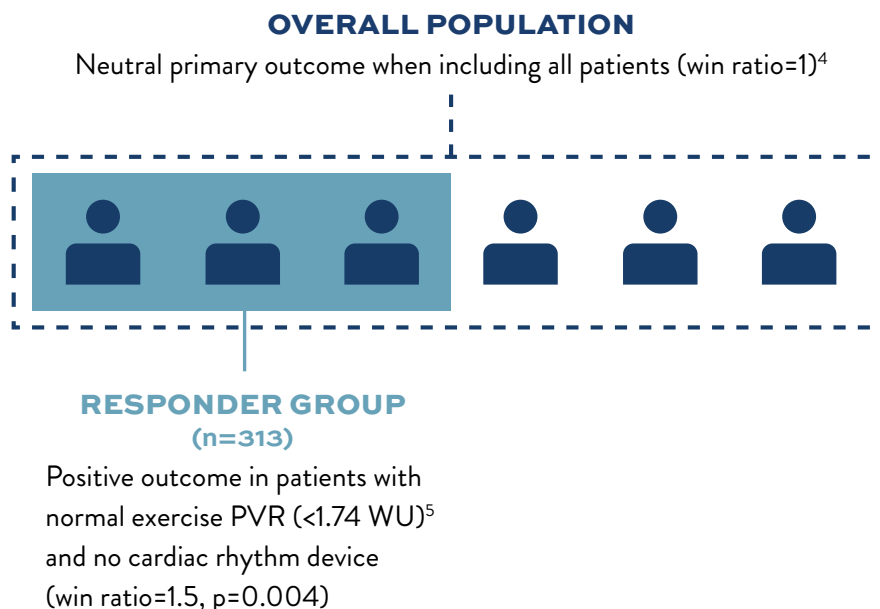 OVERALL POPULATION
Neutral primary outcome when including all patients (win ratio=1)4
RESPONDER GROUP
(n=313)
Positive outcome in patients with
normal exercise PVR (<1.74 WU)5
and no cardiac rhythm device
(win ratio=1.5, p=0.004)